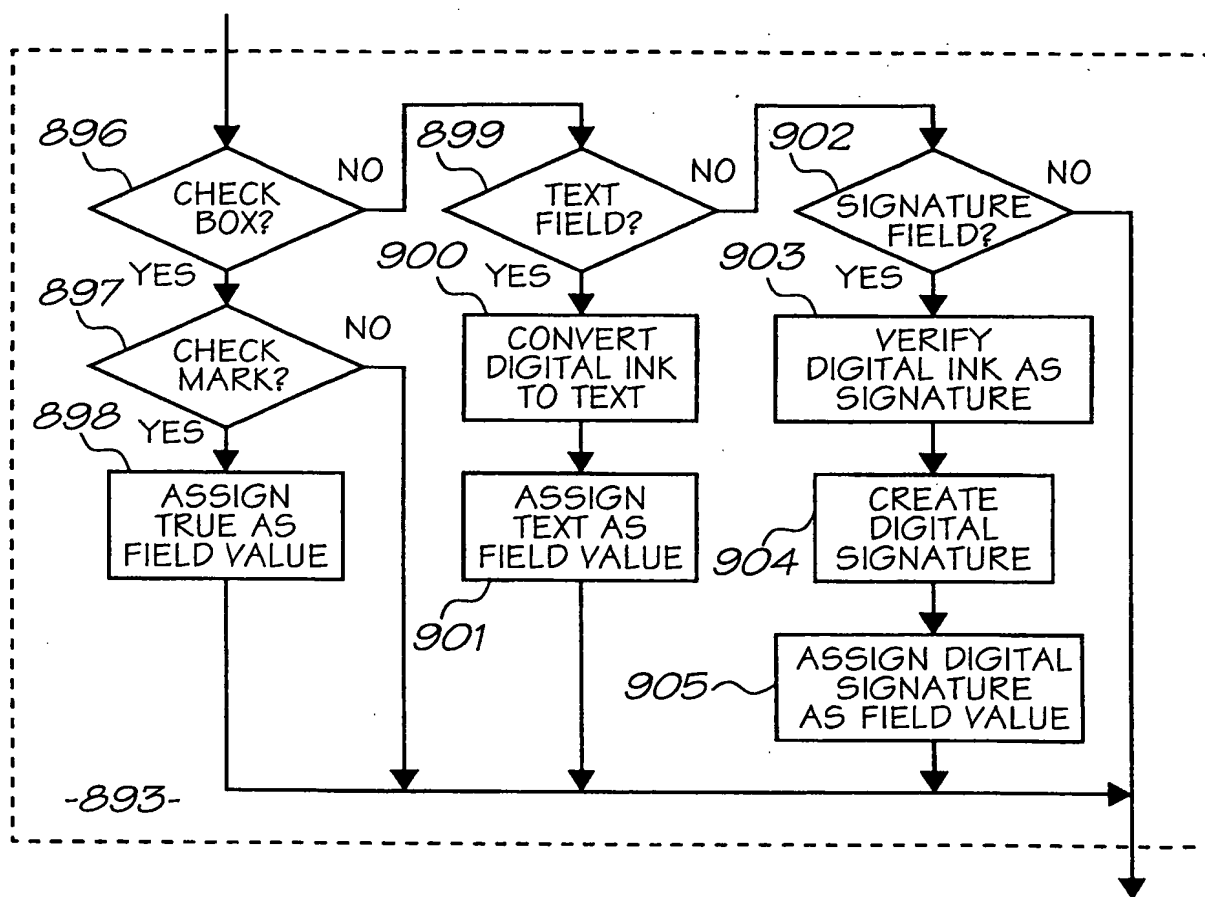 896
CHECK
BOX?
NO
YES
897
CHECK
MARK?
NO
YES
898
ASSIGN
TRUE AS
FIELD VALUE
899
TEXT
FIELD?
NO
YES
900
CONVERT
DIGITAL INK
TO TEXT
ASSIGN
TEXT AS
FIELD VALUE
901
902
SIGNATURE
FIELD?
NO
YES
903
VERIFY
DIGITAL INK AS
SIGNATURE
CREATE
DIGITAL
SIGNATURE
904
ASSIGN DIGITAL
SIGNATURE
AS FIELD VALUE
905
-893-